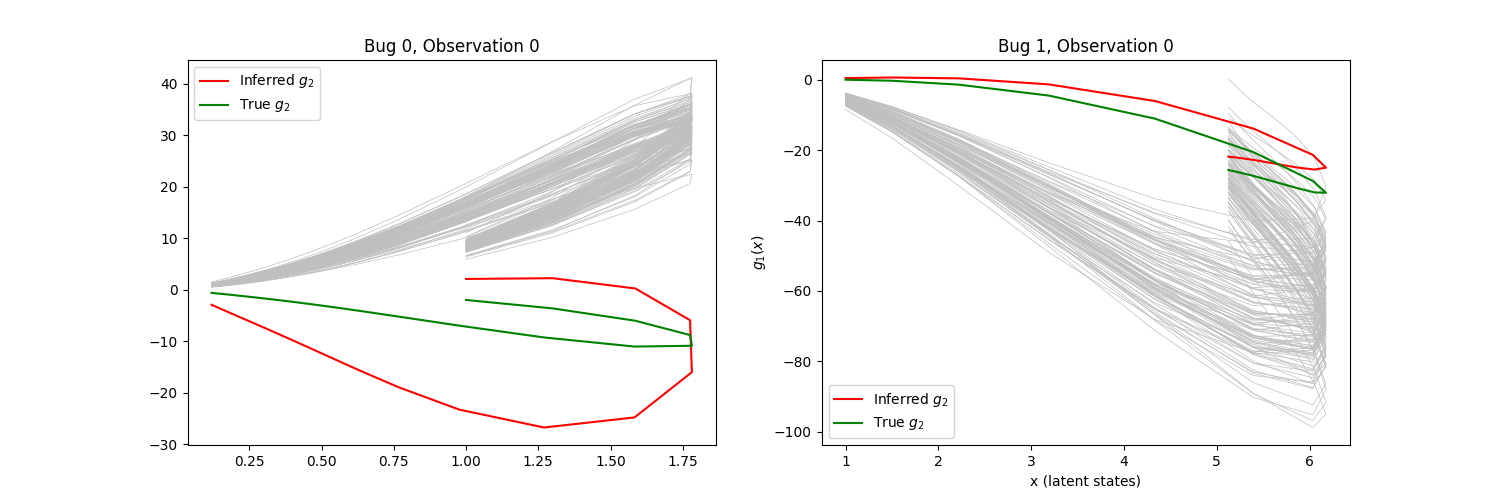 Bug 0, Observation 0
Inferred g₂
True g₂
40
30
20
10
0
−10
−20
−30
0.25 0.50 0.75 1.00 1.25 1.50 1.75
Bug 1, Observation 0
g₁(x)
0
−20
−40
−60
−80
−100
Inferred g₂
True g₂
1 2 3 4 5 6
x (latent states)